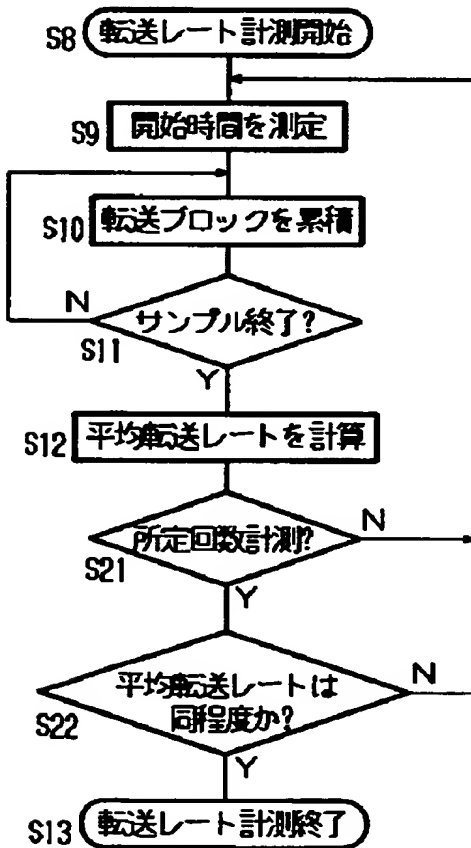 S8 転送レート計測開始
S9 開始時間を測定
S10 転送ブロックを累積
N
サンプル終了?
S11
Y
S12 平均転送レートを計算
所定回数計測?
N
S21
Y
平均転送レートは
同程度か?
N
S22
Y
S13 転送レート計測終了